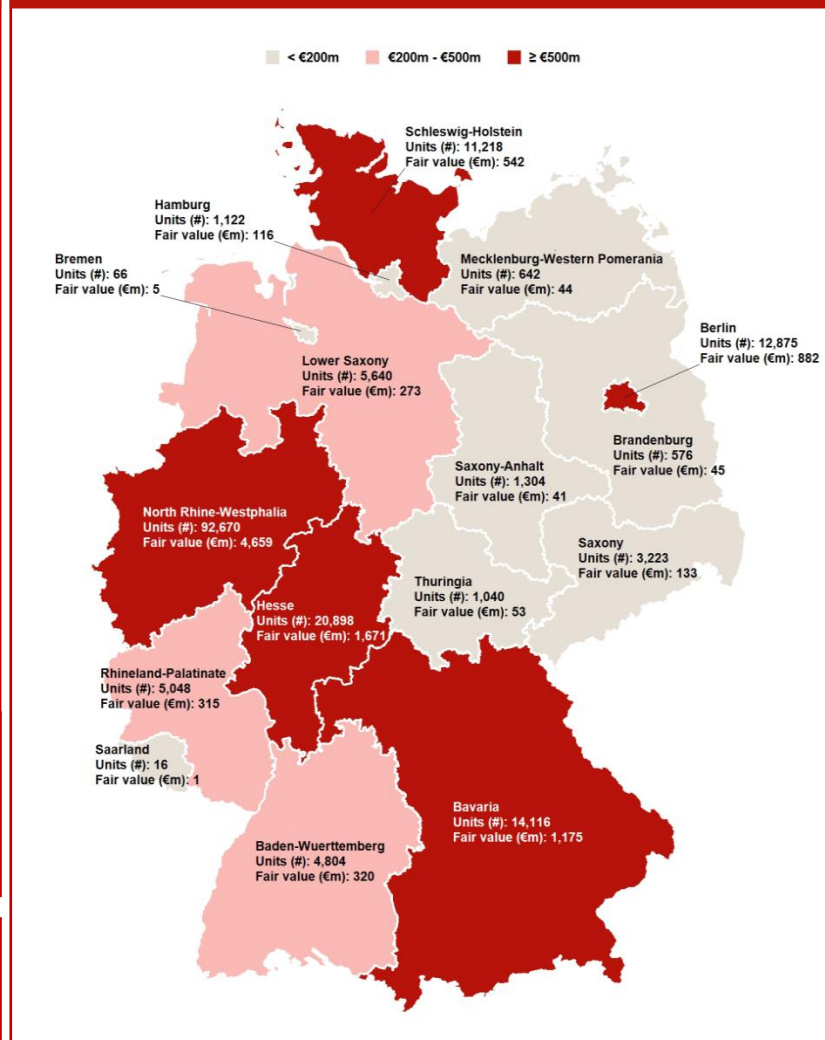 < €200m
€200m - €500m
≥ €500m
Schleswig-Holstein
Units (#): 11,218
Fair value (€m): 542
Hamburg
Units (#): 1,122
Fair value (€m): 116
Bremen
Units (#): 66
Fair value (€m): 5
Mecklenburg-Western Pomerania
Units (#): 642
Fair value (€m): 44
Berlin
Units (#): 12,875
Fair value (€m): 882
Lower Saxony
Units (#): 5,640
Fair value (€m): 273
Brandenburg
Units (#): 576
Fair value (€m): 45
Saxony-Anhalt
Units (#): 1,304
Fair value (€m): 41
North Rhine-Westphalia
Units (#): 92,670
Fair value (€m): 4,659
Saxony
Units (#): 3,223
Fair value (€m): 133
Thuringia
Units (#): 1,040
Fair value (€m): 53
Hesse
Units (#): 20,898
Fair value (€m): 1,671
Rhineland-Palatinate
Units (#): 5,048
Fair value (€m): 315
Saarland
Units (#): 16
Fair value (€m): 1
Bavaria
Units (#): 14,116
Fair value (€m): 1,175
Baden-Wuerttemberg
Units (#): 4,804
Fair value (€m): 320